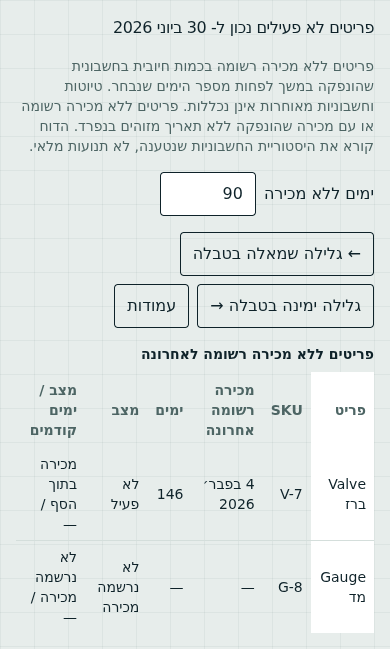 פריטים לא פעילים נכון ל- 30 ביוני 2026
פריטים ללא מכירה רשומה בכמות חיובית בחשבונית
שהונפקה במשך לפחות מספר הימים שנבחר. טיוטות
וחשבוניות מאוחרות אינן נכללות. פריטים ללא מכירה רשומה
או עם מכירה שהונפקה ללא תאריך מזוהים בנפרד. הדוח
קורא את היסטוריית החשבוניות שנטענה, לא תנועות מלאי.
ימים ללא מכירה 90
← גלילה שמאלה בטבלה
גלילה ימינה בטבלה →
עמודות
פריטים ללא מכירה רשומה לאחרונה
פריט SKU מכירה רשומה אחרונה ימים מצב מצב / ימים קודמים
Valve ברז V-7 4 בפבר׳ 2026 146 לא פעיל מכירה בתוך הסף / —
Gauge מד G-8 — — לא נרשמה מכירה לא נרשמה מכירה / —